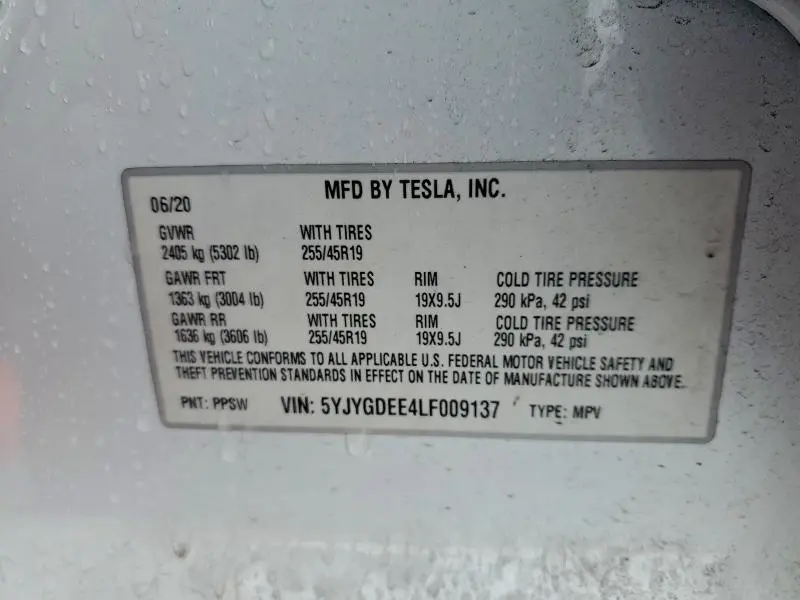 MFD BY TESLA, INC.
06/20
GVWR WITH TIRES
2405 kg (5302 lb) 255/45R19
GAWR FRT WITH TIRES RIM COLD TIRE PRESSURE
1363 kg (3004 lb) 255/45R19 19X9.5J 290 kPa, 42 psi
GAWR RR WITH TIRES RIM COLD TIRE PRESSURE
1636 kg (3606 lb) 255/45R19 19X9.5J 290 kPa, 42 psi
THIS VEHICLE CONFORMS TO ALL APPLICABLE U.S. FEDERAL MOTOR VEHICLE SAFETY AND
THEFT PREVENTION STANDARDS IN EFFECT ON THE DATE OF MANUFACTURE SHOWN ABOVE.
PNT: PPSW VIN: 5YJYGDEE4LF009137 TYPE: MPV